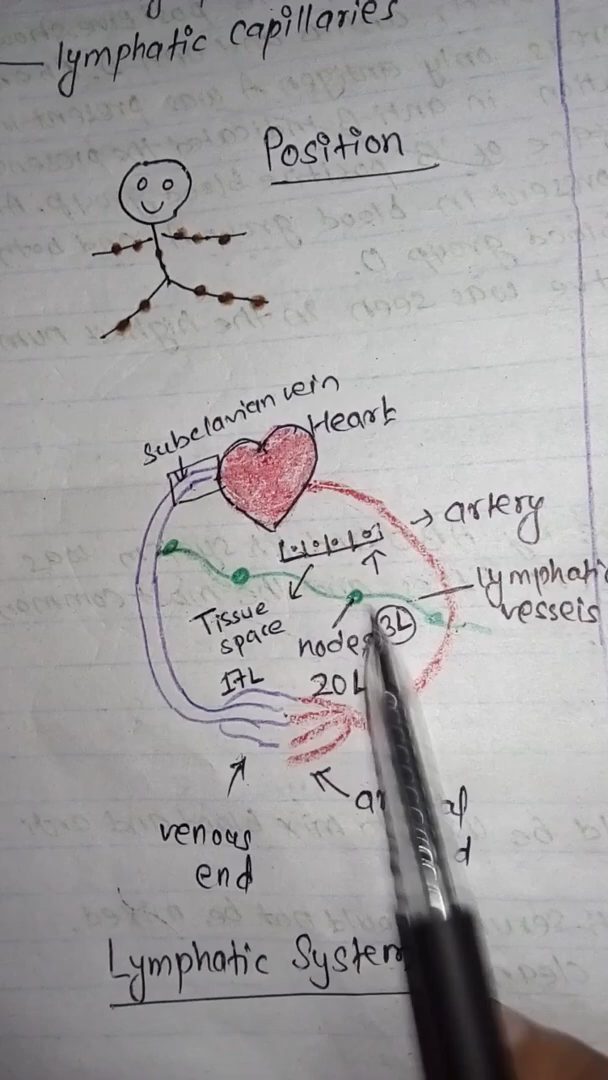 — lymphatic capillaries
Position
subclavian vein
Heart
artery
lymphatic
vessels
Tissue
space
nodes
3L
17L
20L
venous
end
Lymphatic System